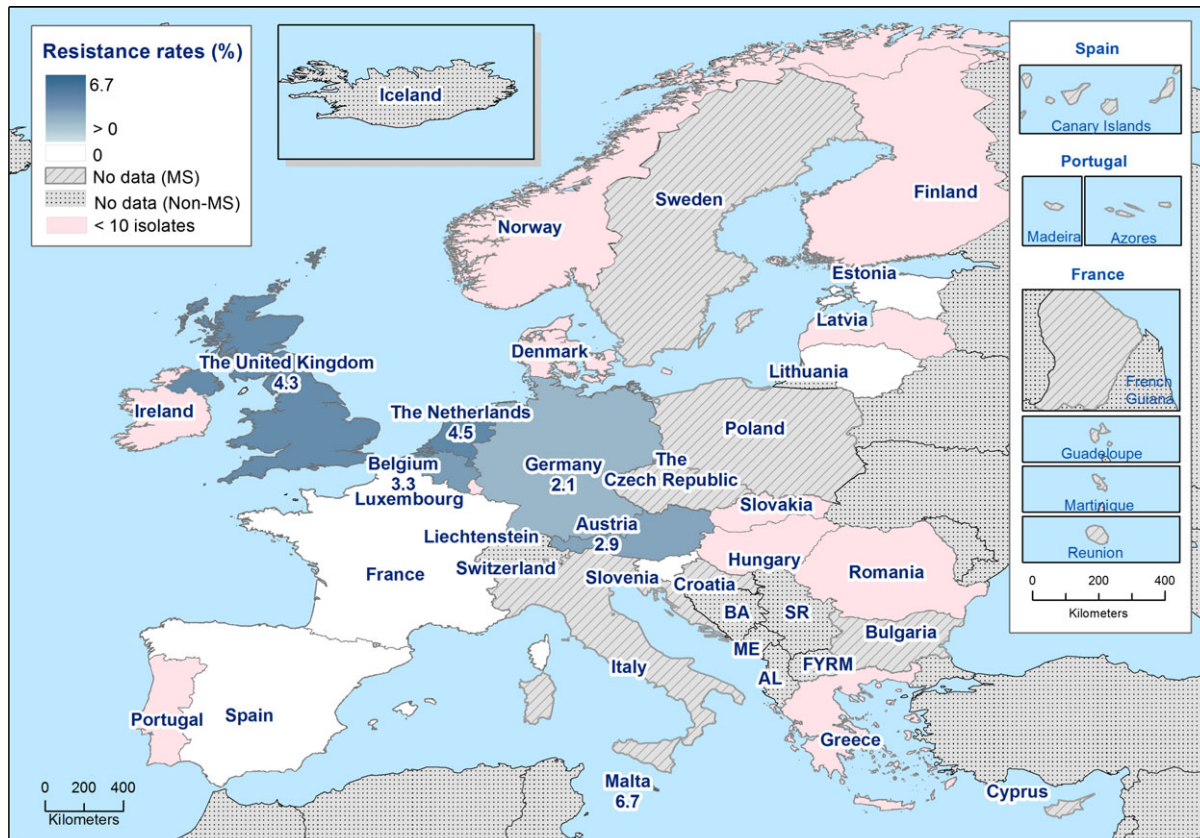 Resistance rates (%)
6.7
> 0
0
No data (MS)
No data (Non-MS)
< 10 isolates
Iceland
Spain
Canary Islands
Portugal
Madeira
Azores
France
French
Guiana
Guadeloupe
Martinique
Reunion
0 200 400
Kilometers
Finland
Sweden
Norway
Estonia
Latvia
Denmark
Lithuania
The United Kingdom
4.3
Ireland
The Netherlands
4.5
Poland
Belgium
3.3
Germany
2.1
The
Czech Republic
Luxembourg
Slovakia
Austria
2.9
Liechtenstein
Switzerland
Hungary
France
Slovenia
Croatia
Romania
BA
SR
Bulgaria
ME
FYRM
Italy
AL
Portugal
Spain
Greece
Malta
6.7
Cyprus
0 200 400
Kilometers